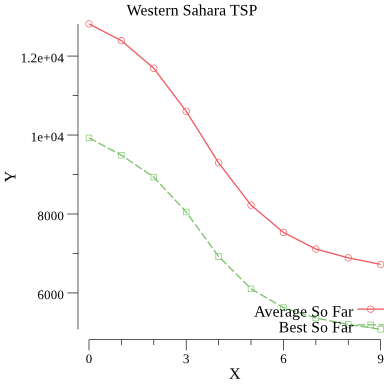 Western Sahara TSP
1.2e+04
1e+04
8000
6000
Y
Average So Far
Best So Far
0
3
6
9
X